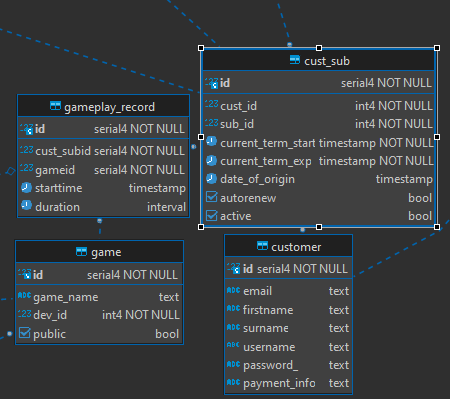 cust_sub
id serial4 NOT NULL
cust_id int4 NOT NULL
sub_id int4 NOT NULL
current_term_start timestamp NOT NULL
current_term_exp timestamp NOT NULL
date_of_origin timestamp
autorenew bool
active bool
gameplay_record
id serial4 NOT NULL
cust_subid serial4 NOT NULL
gameid serial4 NOT NULL
starttime timestamp
duration interval
game
id serial4 NOT NULL
game_name text
dev_id int4 NOT NULL
public bool
customer
id serial4 NOT NULL
email text
firstname text
surname text
username text
password_ text
payment_info text